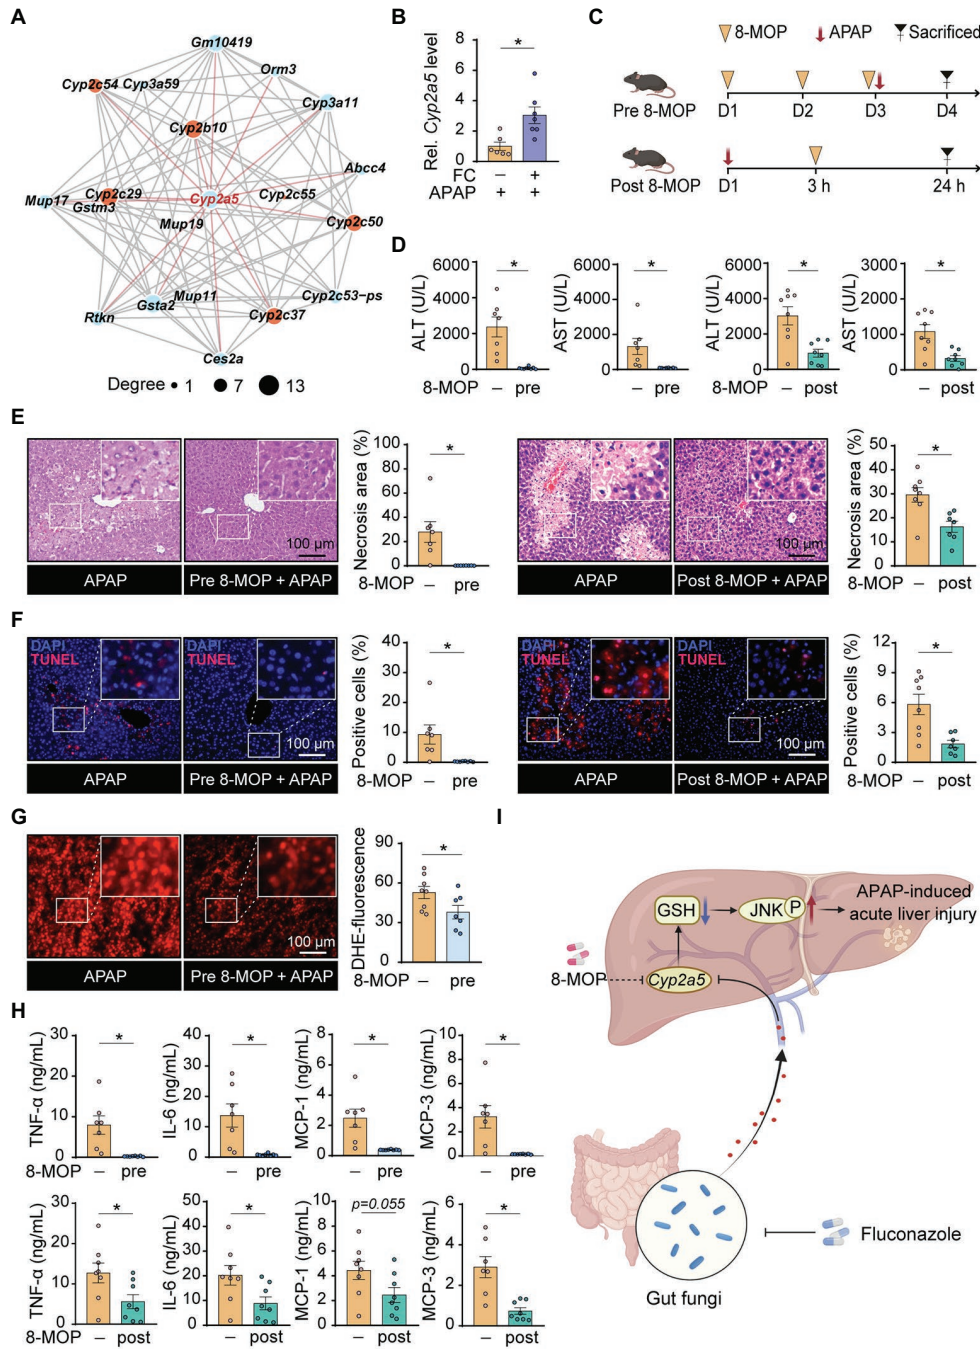 A
Gm10419
Orm3
Cyp2c54
Cyp3a59
Cyp3a11
Cyp2b10
Abcc4
Cyp2c29
Cyp2c55
Mup17
Gstm3
Cyp2a5
Cyp2c50
Mup19
Mup11
Cyp2c53-ps
Gsta2
Rtkn
Cyp2c37
Ces2a
Degree 1 7 13
B
Rel. Cyp2a5 level
8
6
4
2
0
*
FC – +
APAP + +
C
8-MOP APAP Sacrificed
Pre 8-MOP
D1 D2 D3 D4
Post 8-MOP
D1 3 h 24 h
D
ALT (U/L)
6000
4000
2000
0
*
8-MOP – pre
AST (U/L)
6000
4000
2000
0
*
– pre
ALT (U/L)
6000
4000
2000
0
*
8-MOP – post
AST (U/L)
3000
2000
1000
0
*
– post
E
100 µm
APAP
Pre 8-MOP + APAP
Necrosis area (%)
100
80
60
40
20
0
*
8-MOP – pre
100 µm
APAP
Post 8-MOP + APAP
Necrosis area (%)
50
40
30
20
10
0
*
8-MOP – post
F
DAPI
TUNEL
100 µm
APAP
Pre 8-MOP + APAP
Positive cells (%)
40
30
20
10
0
*
8-MOP – pre
DAPI
TUNEL
100 µm
APAP
Post 8-MOP + APAP
Positive cells (%)
12
9
6
3
0
*
8-MOP – post
G
100 µm
APAP
Pre 8-MOP + APAP
DHE-fluorescence
90
60
30
0
*
8-MOP – pre
H
TNF-α (ng/mL)
30
20
10
0
*
8-MOP – pre
IL-6 (ng/mL)
40
30
20
10
0
*
– pre
MCP-1 (ng/mL)
8
6
4
2
0
*
– pre
MCP-3 (ng/mL)
10
8
6
4
2
0
*
– pre
TNF-α (ng/mL)
30
20
10
0
*
8-MOP – post
IL-6 (ng/mL)
60
40
20
0
*
– post
MCP-1 (ng/mL)
10
8
6
4
2
0
p=0.055
– post
MCP-3 (ng/mL)
6
4
2
0
*
– post
I
GSH
JNK
P
APAP-induced
acute liver injury
8-MOP
Cyp2a5
Fluconazole
Gut fungi